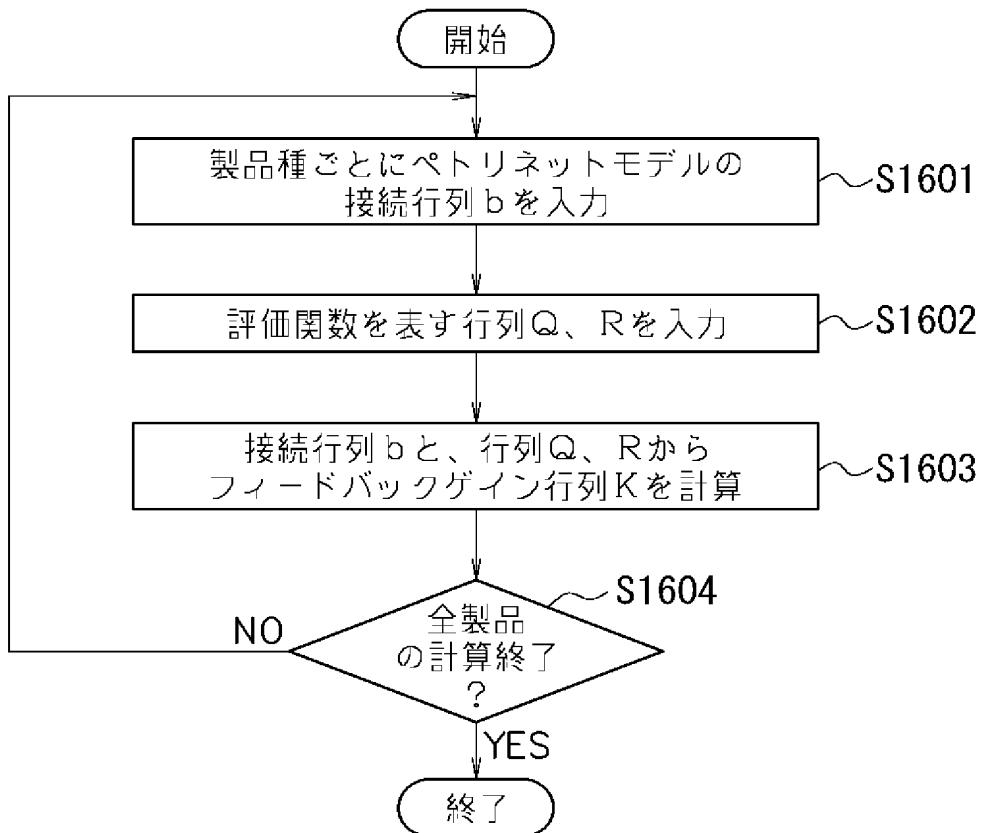 開始
製品種ごとにペトリネットモデルの
接続行列bを入力
S1601
評価関数を表す行列Q、Rを入力
S1602
接続行列bと、行列Q、Rから
フィードバックゲイン行列Kを計算
S1603
S1604
全製品
の計算終了
?
NO
YES
終了